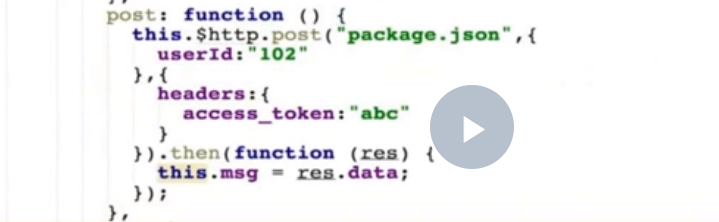 post: function () {
this.$http.post("package.json",{
userId:"102"
},{
headers:{
access_token:"abc"
}
}).then(function (res) {
this.msg = res.data;
});
},